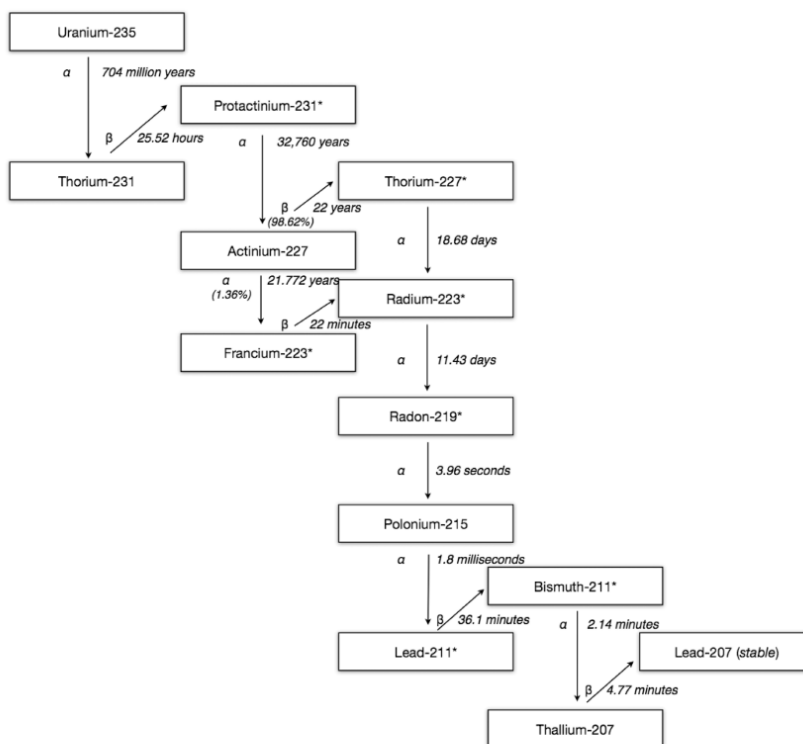 Uranium-235
α 704 million years
Protactinium-231*
β 25.52 hours
α 32,760 years
Thorium-231
Thorium-227*
β 22 years
(98.62%)
Actinium-227
α 18.68 days
α 21.772 years
(1.36%)
Radium-223*
β 22 minutes
Francium-223*
α 11.43 days
Radon-219*
α 3.96 seconds
Polonium-215
α 1.8 milliseconds
Bismuth-211*
β 36.1 minutes
α 2.14 minutes
Lead-211*
Lead-207 (stable)
β 4.77 minutes
Thallium-207